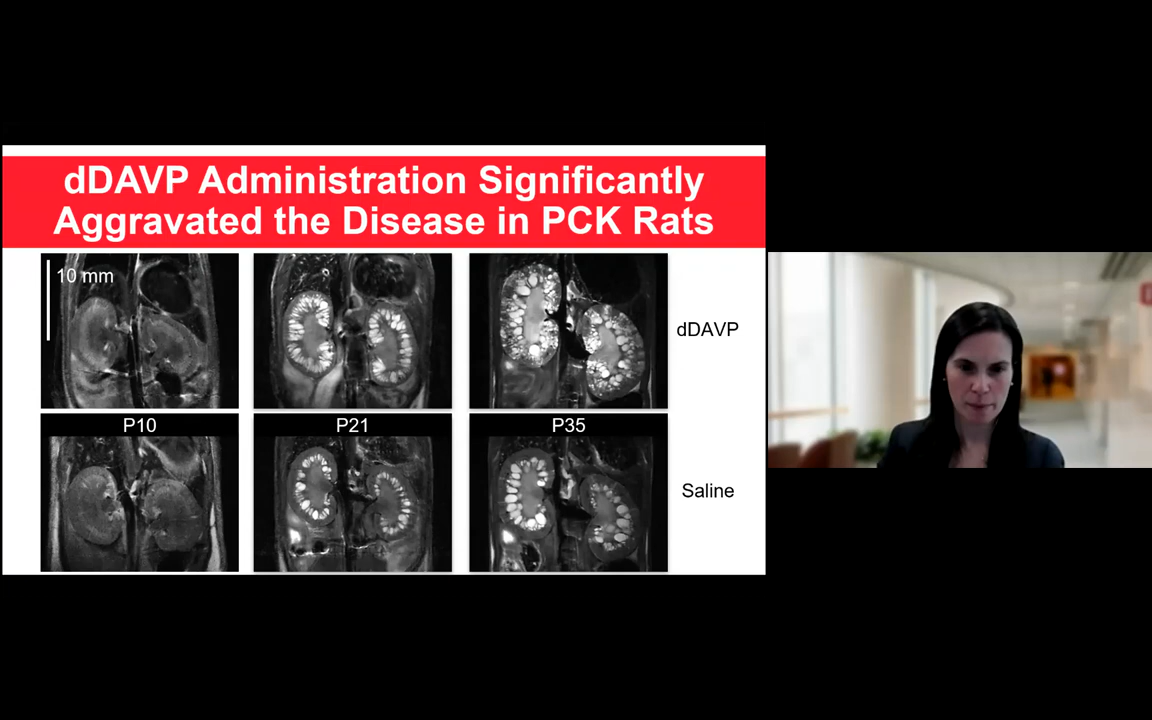 dDAVP Administration Significantly
Aggravated the Disease in PCK Rats
10 mm
dDAVP
P10
P21
P35
Saline